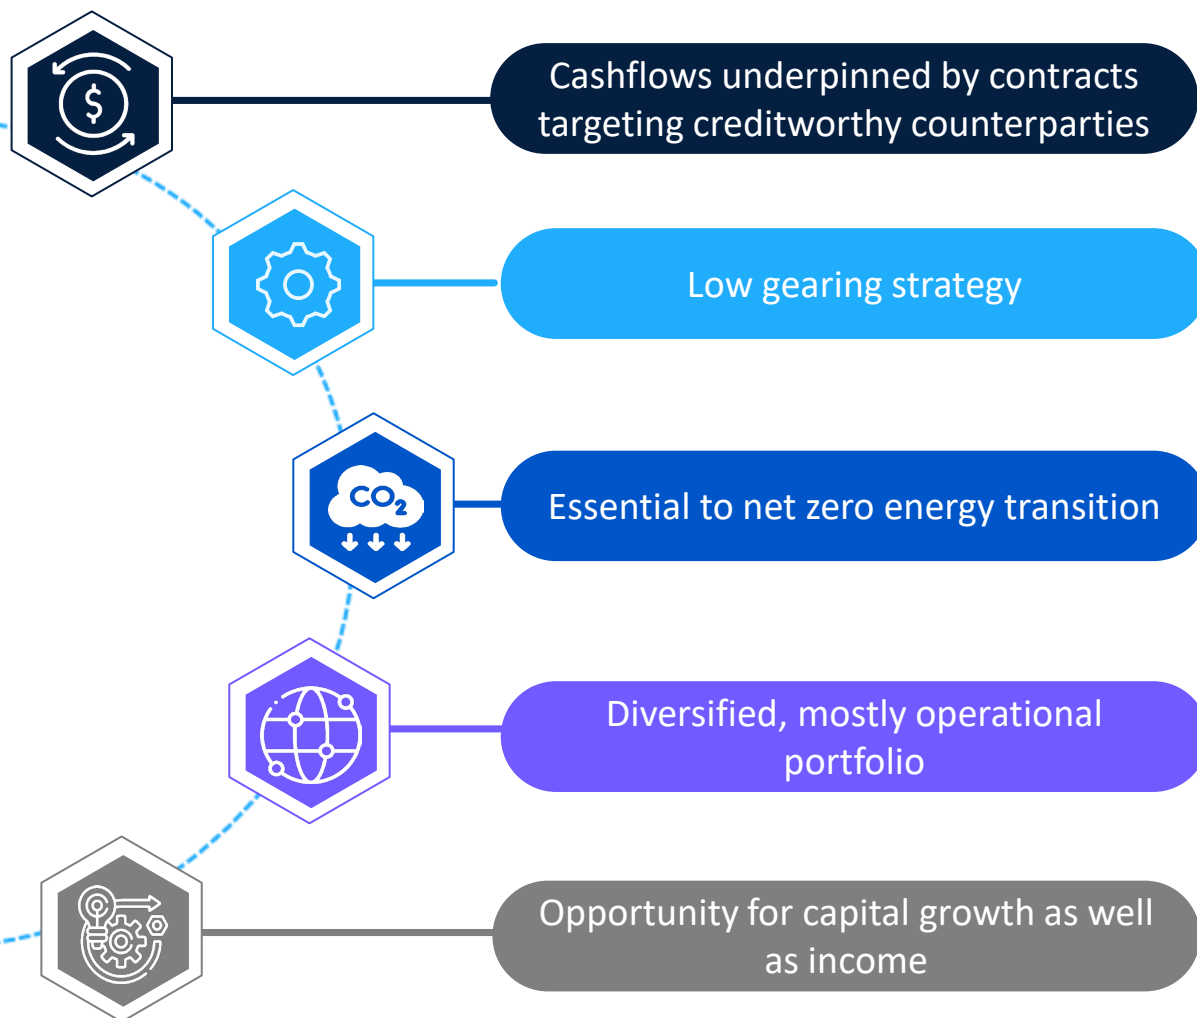 $
Cashflows underpinned by contracts
targeting creditworthy counterparties
Low gearing strategy
CO₂
Essential to net zero energy transition
Diversified, mostly operational
portfolio
Opportunity for capital growth as well
as income